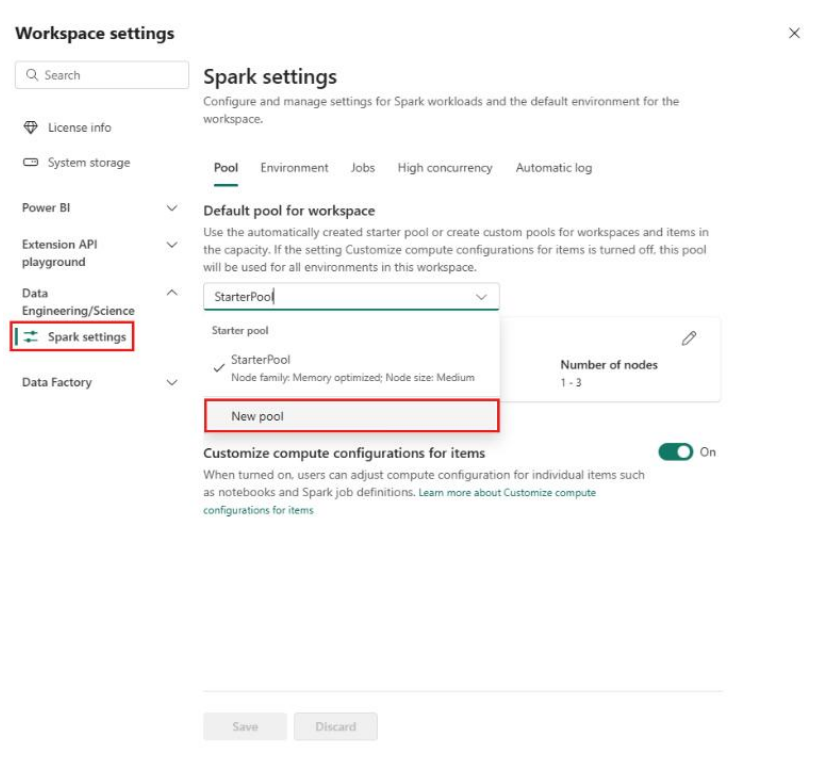 Workspace settings
Search
License info
System storage
Power BI
Extension API
playground
Data
Engineering/Science
Spark settings
Data Factory
Spark settings
Configure and manage settings for Spark workloads and the default environment for the
workspace.
Pool Environment Jobs High concurrency Automatic log
Default pool for workspace
Use the automatically created starter pool or create custom pools for workspaces and items in
the capacity. If the setting Customize compute configurations for items is turned off, this pool
will be used for all environments in this workspace.
StarterPool
Starter pool
StarterPool
Node family: Memory optimized; Node size: Medium
New pool
Number of nodes
1 - 3
Customize compute configurations for items
On
When turned on, users can adjust compute configuration for individual items such
as notebooks and Spark job definitions. Learn more about Customize compute
configurations for items
Save Discard